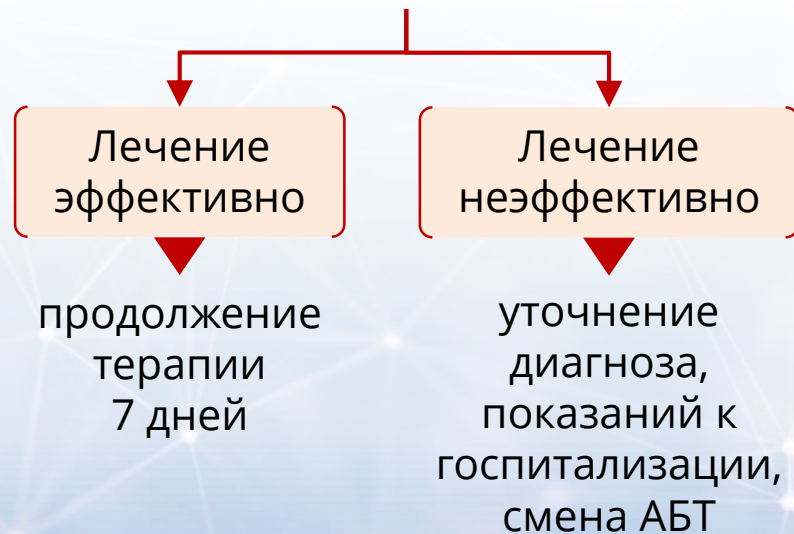 Лечение
эффективно
продолжение
терапии
7 дней
Лечение
неэффективно
уточнение
диагноза,
показаний к
госпитализации,
смена АБТ